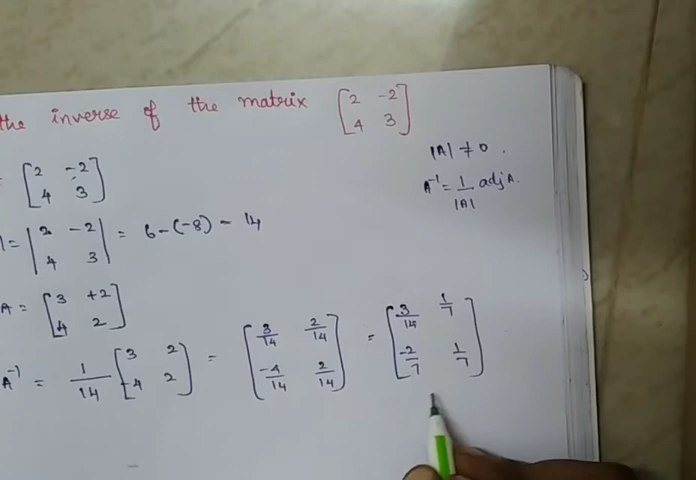 the inverse of the matrix [2 -2
4 3]
|A| ≠ 0 .
= [2 -2
4 3]
A⁻¹ = 1/|A| adj A.
| = |2 -2
4 3| = 6-(-8) = 14
A = [3 +2
-4 2]
A⁻¹ = 1/14 [3 2
-4 2] = [3/14 2/14
-4/14 2/14] = [3/14 1/7
-2/7 1/7]